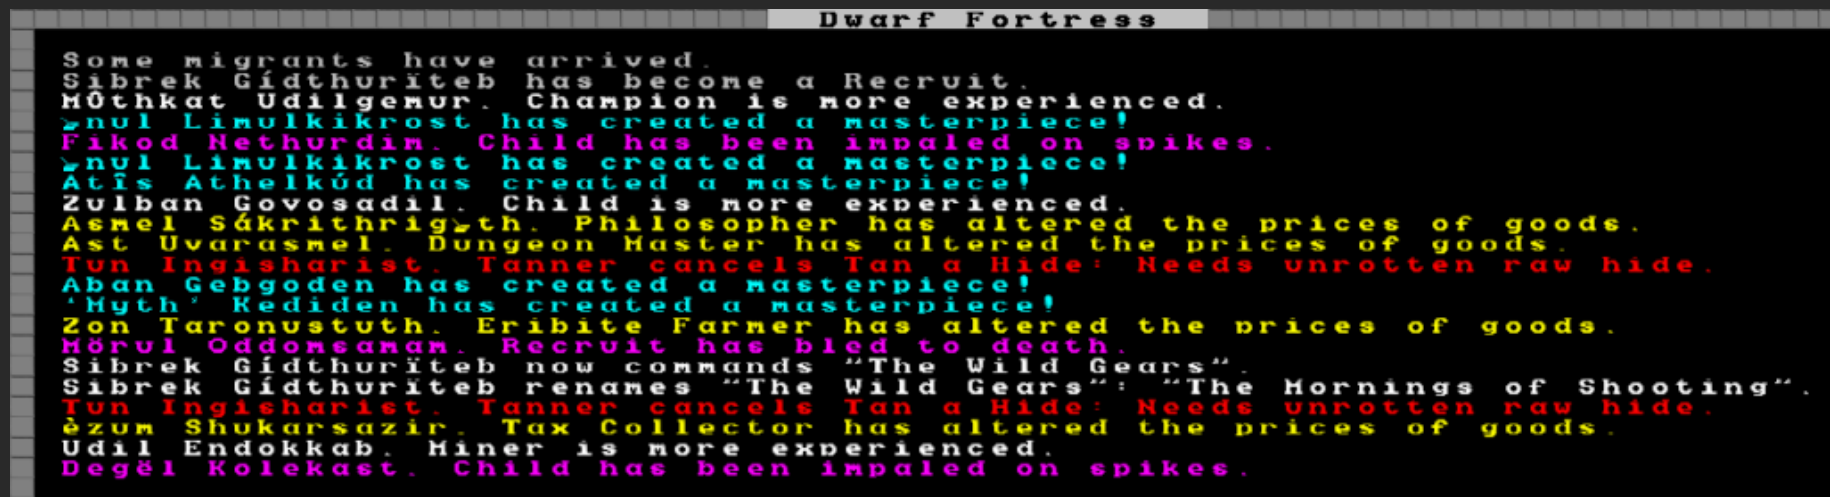 Dwarf Fortress
Some migrants have arrived.
Sibrek Gídthurïteb has become a Recruit.
Môthkat Udilgemur, Champion is more experienced.
nul Limulkikrost has created a masterpiece!
Fikod Nethurdim, Child has been impaled on spikes.
nul Limulkikrost has created a masterpiece!
Atîs Athelkúd has created a masterpiece!
Zulban Govosadil, Child is more experienced.
Asmel has altered the prices of goods.
Ast Uvarasmel, Dungeon Master has altered the prices of goods.
Tun Ingisharist, Tanner cancels Tan a Hide: Needs unrotten raw hide.
Aban Gebgoden has created a masterpiece!
'Myth' Kediden has created a masterpiece!
Zon Taronustuth, Eribite Farmer has altered the prices of goods.
Mörul Oddomsamam, Recruit has bled to death.
Sibrek Gídthurïteb now commands "The Wild Gears".
Sibrek Gídthurïteb renames "The Wild Gears": "The Mornings of Shooting".
Tun Ingisharist, Tanner cancels Tan a Hide: Needs unrotten raw hide.
èzum Shukarsazir, Tax Collector has altered the prices of goods.
Udil Endokkab, Miner is more experienced.
Degël Kolekast, Child has been impaled on spikes.